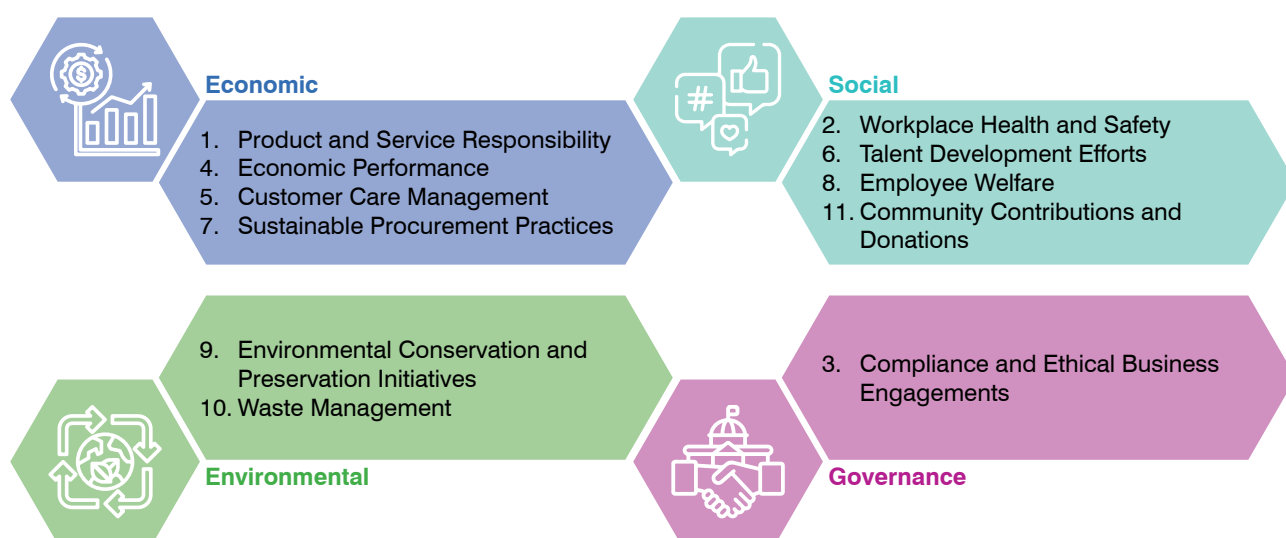 Economic
1. Product and Service Responsibility
4. Economic Performance
5. Customer Care Management
7. Sustainable Procurement Practices
Social
2. Workplace Health and Safety
6. Talent Development Efforts
8. Employee Welfare
11. Community Contributions and
Donations
9. Environmental Conservation and
Preservation Initiatives
10. Waste Management
Environmental
3. Compliance and Ethical Business
Engagements
Governance
$
#